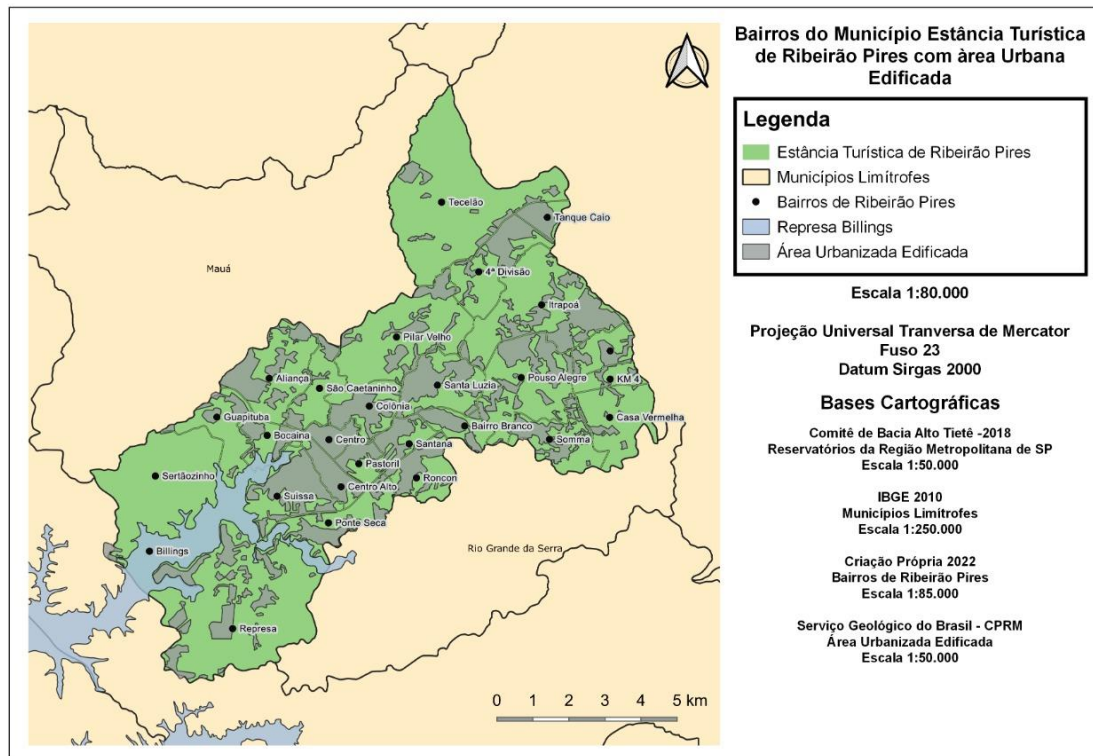 Bairros do Município Estância Turística
de Ribeirão Pires com àrea Urbana
Edificada
Legenda
Estância Turística de Ribeirão Pires
Municípios Limítrofes
Bairros de Ribeirão Pires
Represa Billings
Área Urbanizada Edificada
Escala 1:80.000
Projeção Universal Tranversa de Mercator
Fuso 23
Datum Sirgas 2000
Bases Cartográficas
Comitê de Bacia Alto Tietê -2018
Reservatórios da Região Metropolitana de SP
Escala 1:50.000
IBGE 2010
Municípios Limítrofes
Escala 1:250.000
Criação Própria 2022
Bairros de Ribeirão Pires
Escala 1:85.000
Serviço Geológico do Brasil - CPRM
Área Urbanizada Edificada
Escala 1:50.000
Tecelão
Tanque Caio
Mauá
4ª Divisão
Itrapoá
Pilar Velho
Aliança
São Caetaninho
Santa Luzia
Pouso Alegre
KM 4
Colônia
Guapituba
Casa Vermelha
Bairro Branco
Bocaina
Centro
Santana
Somma
Pastoril
Sertãozinho
Roncon
Centro Alto
Suissa
Ponte Seca
Billings
Rio Grande da Serra
Represa
0 1 2 3 4 5 km